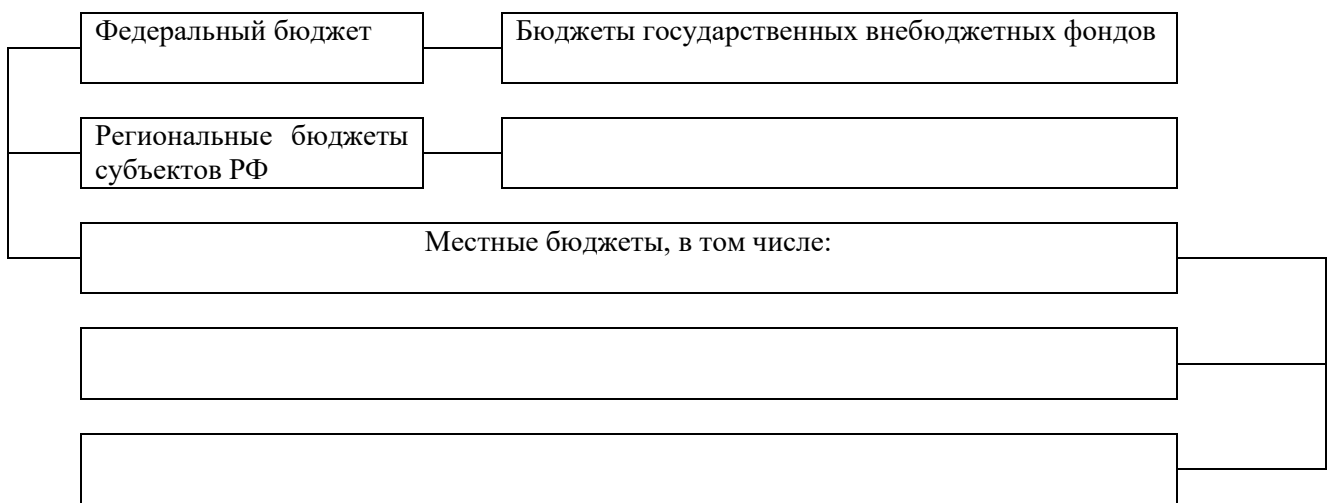 Федеральный бюджет
Бюджеты государственных внебюджетных фондов
Региональные бюджеты
субъектов РФ
Местные бюджеты, в том числе: